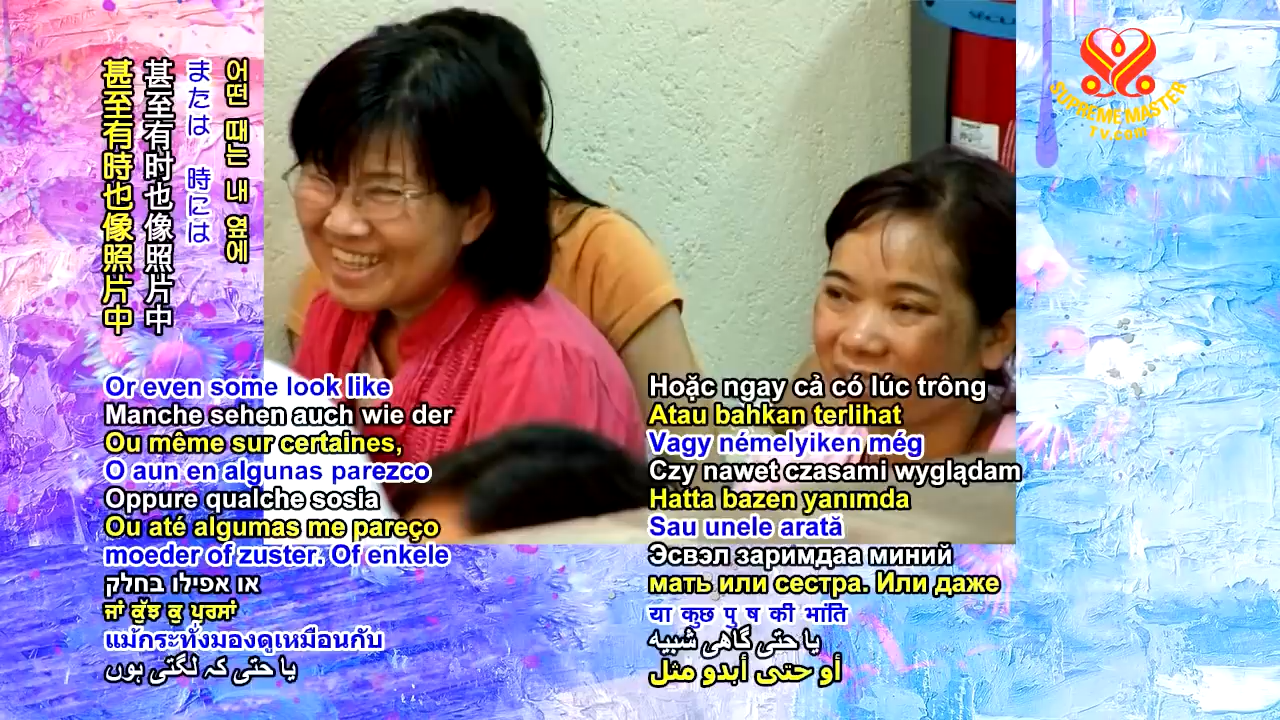 SÉCU
SUPREME MASTER
TV.com
어떤 때는 내 옆에
または 時には
甚至有时也像照片中
甚至有時也像照片中
Or even some look like
Manche sehen auch wie der
Ou même sur certaines,
O aun en algunas parezco
Oppure qualche sosia
Ou até algumas me pareço
moeder of zuster. Of enkele
או אפילו בחלק
ਜਾਂ ਕੁੱਝ ਕੁ ਪੁਰਸਾਂ
แม้กระทั่งมองดูเหมือนกับ
یا حتی کہ لگتی ہوں
Hoặc ngay cả có lúc trông
Atau bahkan terlihat
Vagy némelyiken még
Czy nawet czasami wyglądam
Hatta bazen yanımda
Sau unele arată
Эсвэл заримдаа миний
мать или сестра. Или даже
या कुछ पु ष की भांति
یا حتی گاهی شبیه
أو حتى أبدو مثل